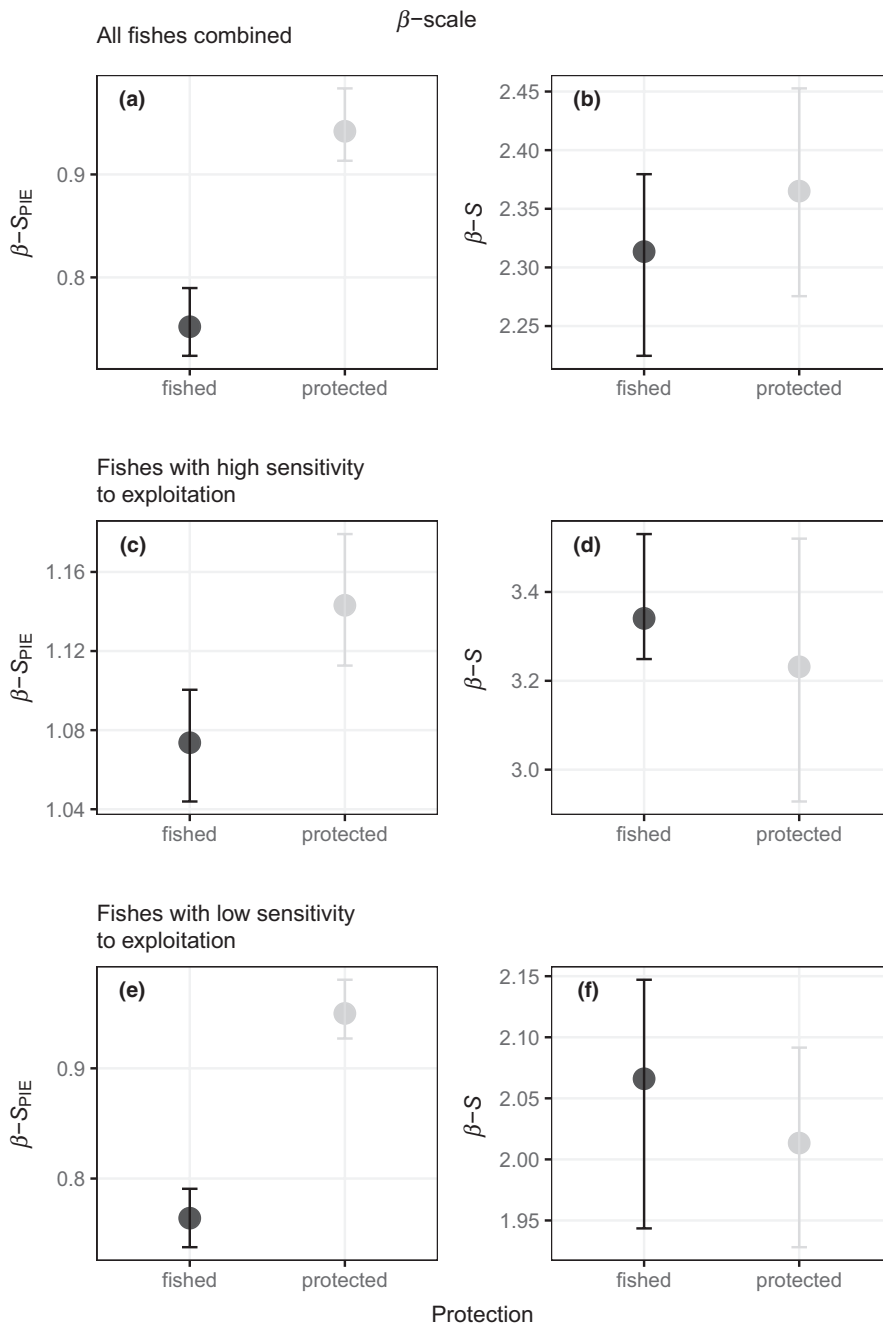 β−scale
All fishes combined
(a)
0.9
0.8
β−SPIE
fished protected
(b)
2.45
2.40
2.35
2.30
2.25
β−S
fished protected
Fishes with high sensitivity
to exploitation
(c)
1.16
1.12
1.08
1.04
β−SPIE
fished protected
(d)
3.4
3.2
3.0
β−S
fished protected
Fishes with low sensitivity
to exploitation
(e)
0.9
0.8
β−SPIE
fished protected
(f)
2.15
2.10
2.05
2.00
1.95
β−S
fished protected
Protection